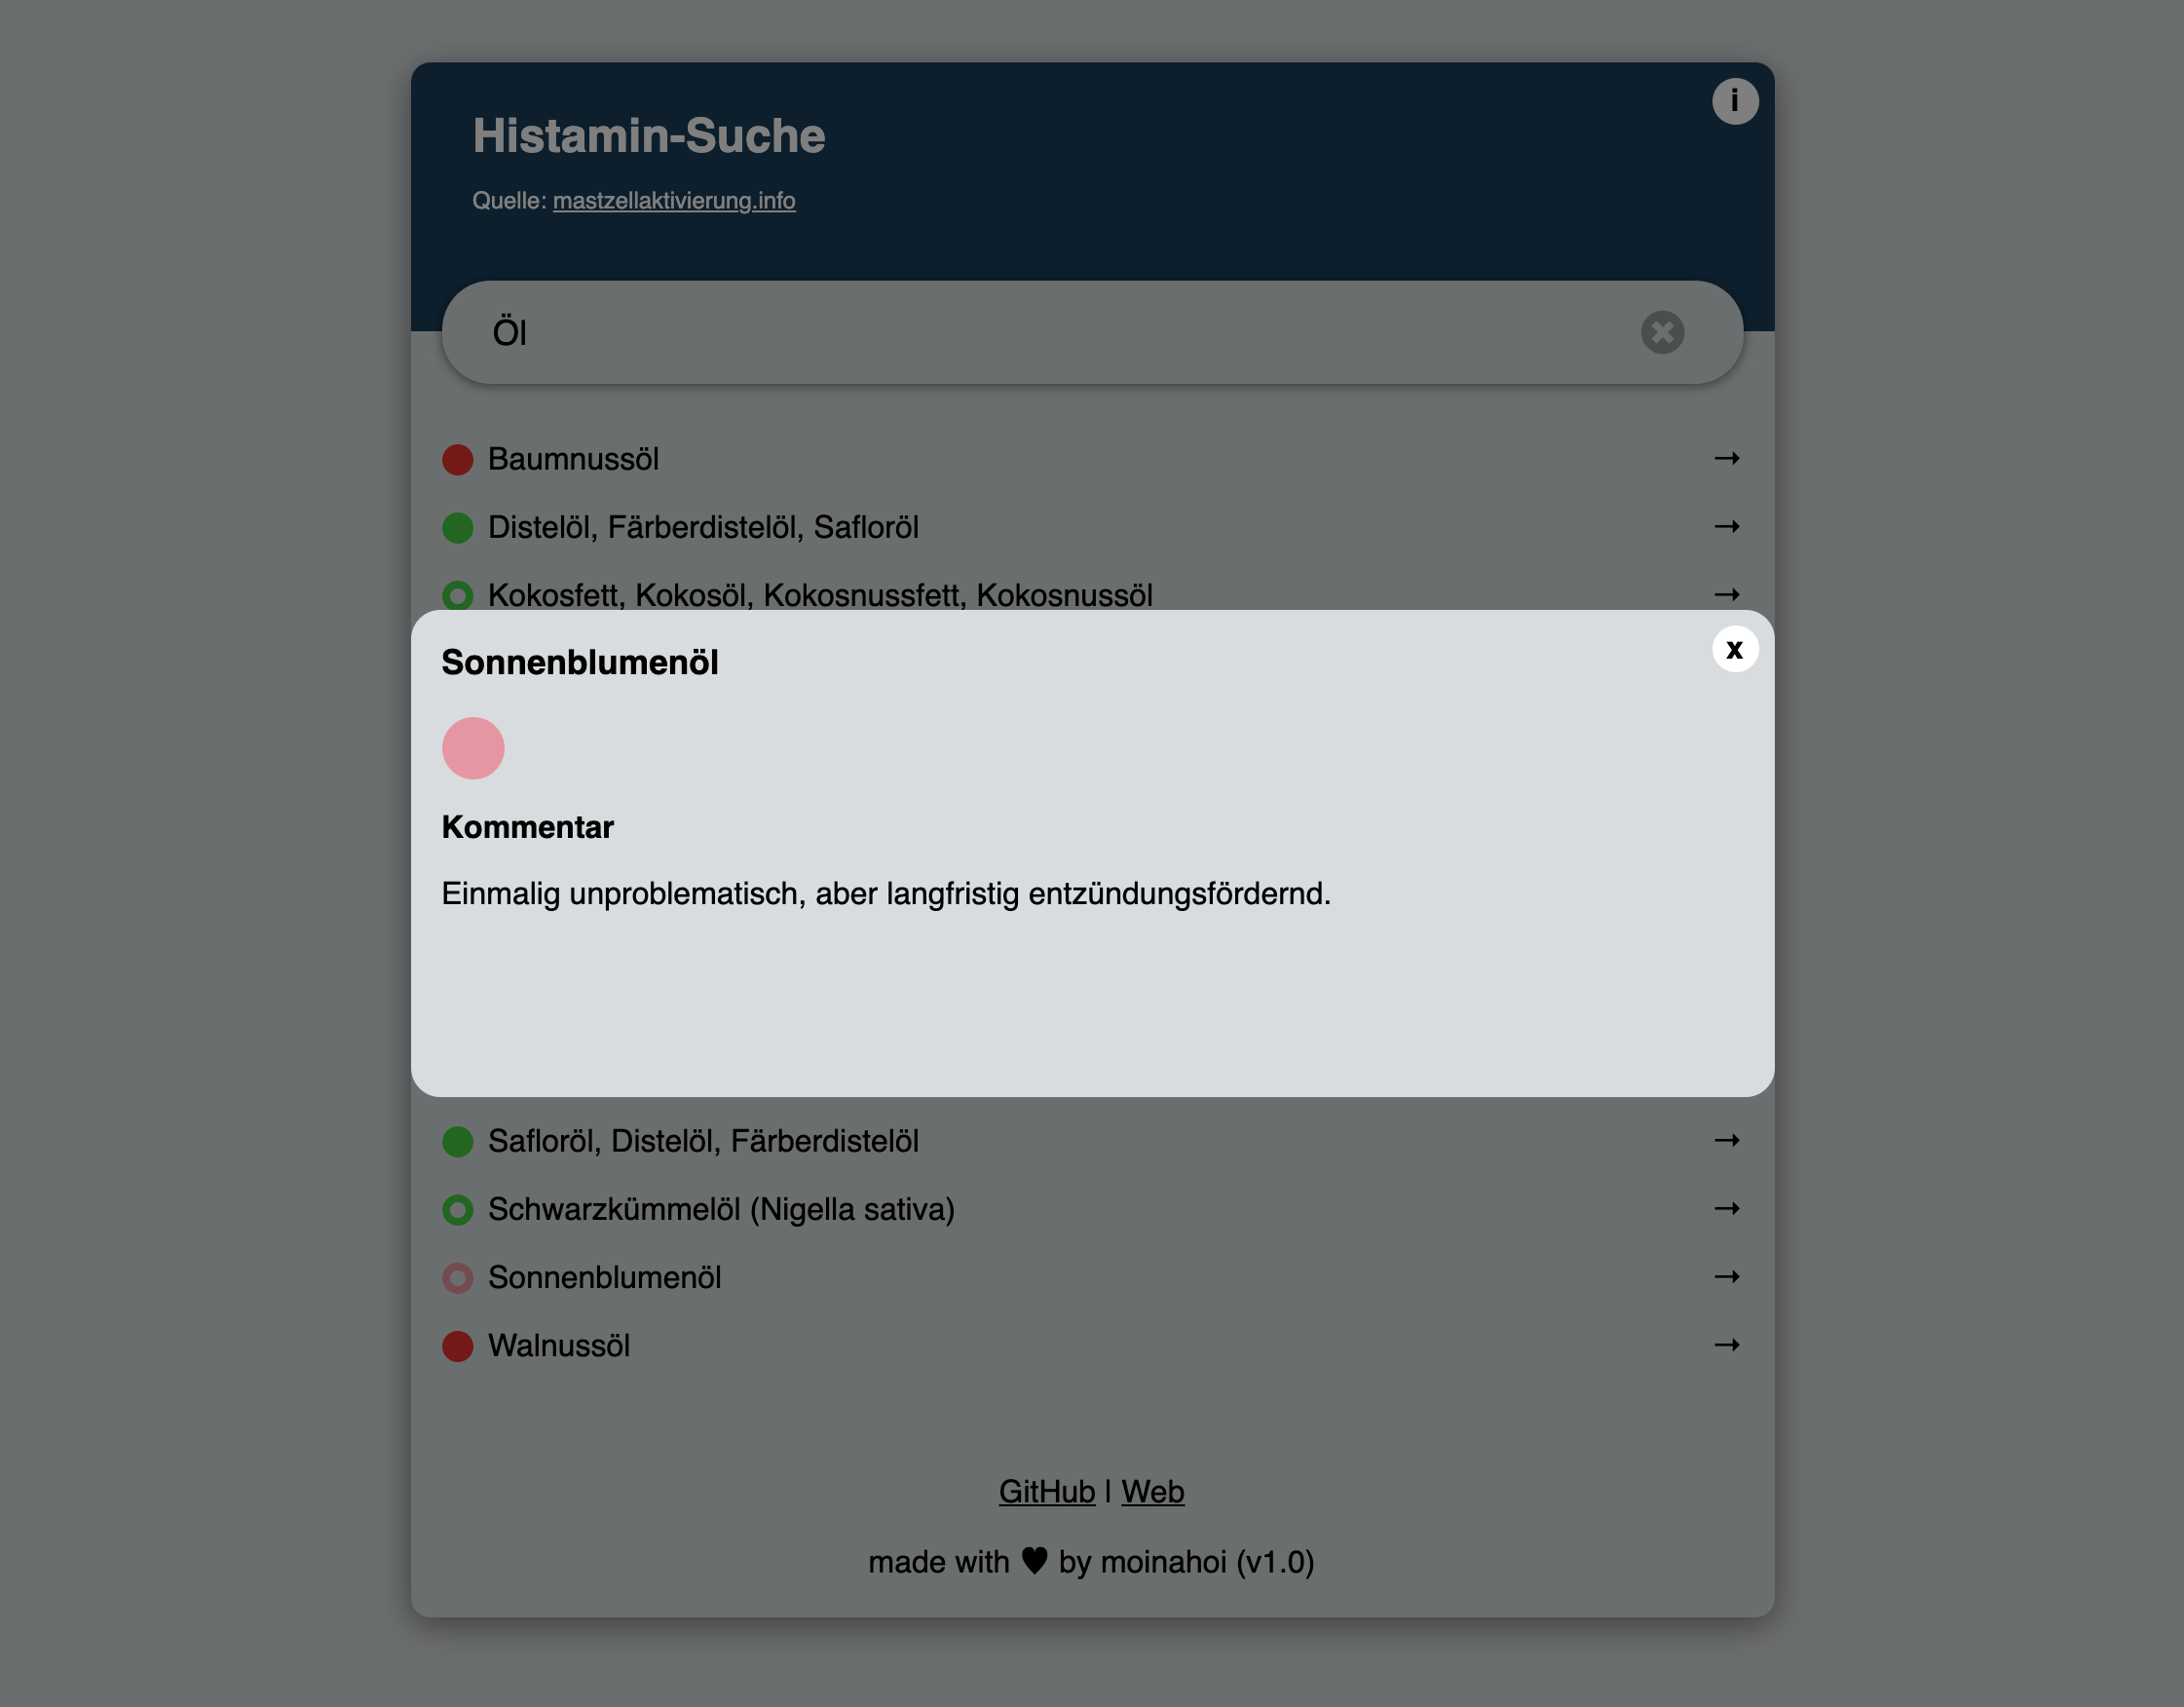 i
Histamin-Suche
Quelle: mastzellaktivierung.info
Öl
Baumnussöl →
Distelöl, Färberdistelöl, Safloröl →
Kokosfett, Kokosöl, Kokosnussfett, Kokosnussöl →
Sonnenblumenöl x
Kommentar
Einmalig unproblematisch, aber langfristig entzündungsfördernd.
Safloröl, Distelöl, Färberdistelöl →
Schwarzkümmelöl (Nigella sativa) →
Sonnenblumenöl →
Walnussöl →
GitHub | Web
made with ♥ by moinahoi (v1.0)